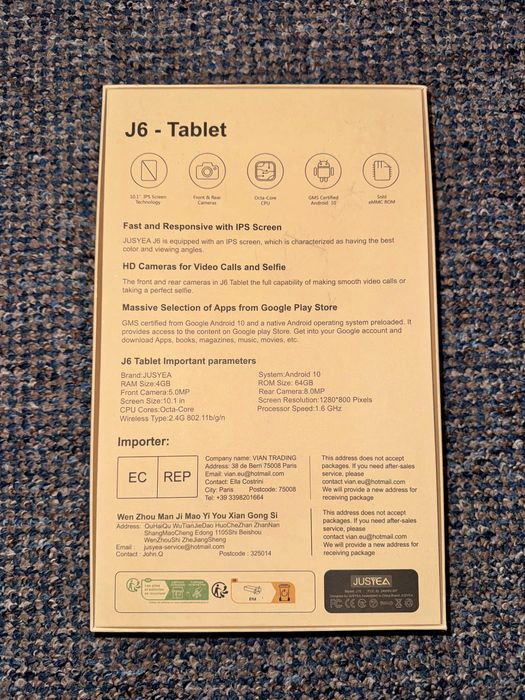 J6 - Tablet
10.1" IPS Screen
Technology
Front & Rear
Cameras
Octa-Core
CPU
GMS Certified
Android 10
eMMC ROM
Fast and Responsive with IPS Screen
JUSYEA J6 is equipped with an IPS screen, which is characterized as having the best
color and viewing angles.
HD Cameras for Video Calls and Selfie
The front and rear cameras in J6 Tablet the full capability of making smooth video calls or
taking a perfect selfie.
Massive Selection of Apps from Google Play Store
GMS certified from Google Android 10 and a native Android operating system preloaded. It
provides access to the content on Google play Store. Get into your Google account and
download Apps, books, magazines, music, movies, etc.
J6 Tablet Important parameters
Brand:JUSYEA
RAM Size:4GB
Front Camera:5.0MP
Screen Size:10.1 in
CPU Cores:Octa-Core
Wireless Type:2.4G 802.11b/g/n
System:Android 10
ROM Size: 64GB
Rear Camera:8.0MP
Screen Resolution:1280*800 Pixels
Processor Speed:1.6 GHz
Importer:
EC REP
Company name: VIAN TRADING
Address: 38 de Berri 75008 Paris
Email: vian.eu@hotmail.com
Contact: Ella Costrini
City: Paris Postcode: 75008
Tel: +39 3398201664
This address does not accept
packages. If you need after-sales
service, please
contact vian.eu@hotmail.com
We will provide a new address for
receiving package
Wen Zhou Man Ji Mao Yi You Xian Gong Si
Address: OuHaiQu WuTianJieDao HuoCheZhan ZhanNan
ShangMaoCheng Edong 1105Shi Beishou
WenZhouShi ZheJiangSheng
Email : jusyea-service@hotmail.com
Contact : John.Q Postcode : 325014
This address does not accept
packages. If you need after-sales
service, please
contact vian.eu@hotmail.com
We will provide a new address for
receiving package
JUSYEA